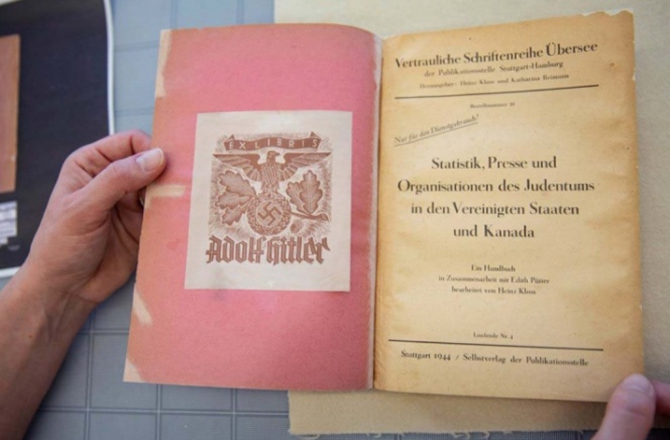 EX LIBRIS
Adolf Hitler
Vertrauliche Schriftenreihe Übersee
der Publikationsstelle Stuttgart-Hamburg
Herausgeber: Heinz Kloss und Katharina Reimann
Bestellnummer
Nur für den Dienstgebrauch!
Statistik, Presse und
Organisationen des Judentums
in den Vereinigten Staaten
und Kanada
Ein Handbuch
in Zusammenarbeit mit Edith Pütter
bearbeitet von Heinz Kloss
Nr. 4
Stuttgart 1944 / Selbstverlag der Publikationsstelle